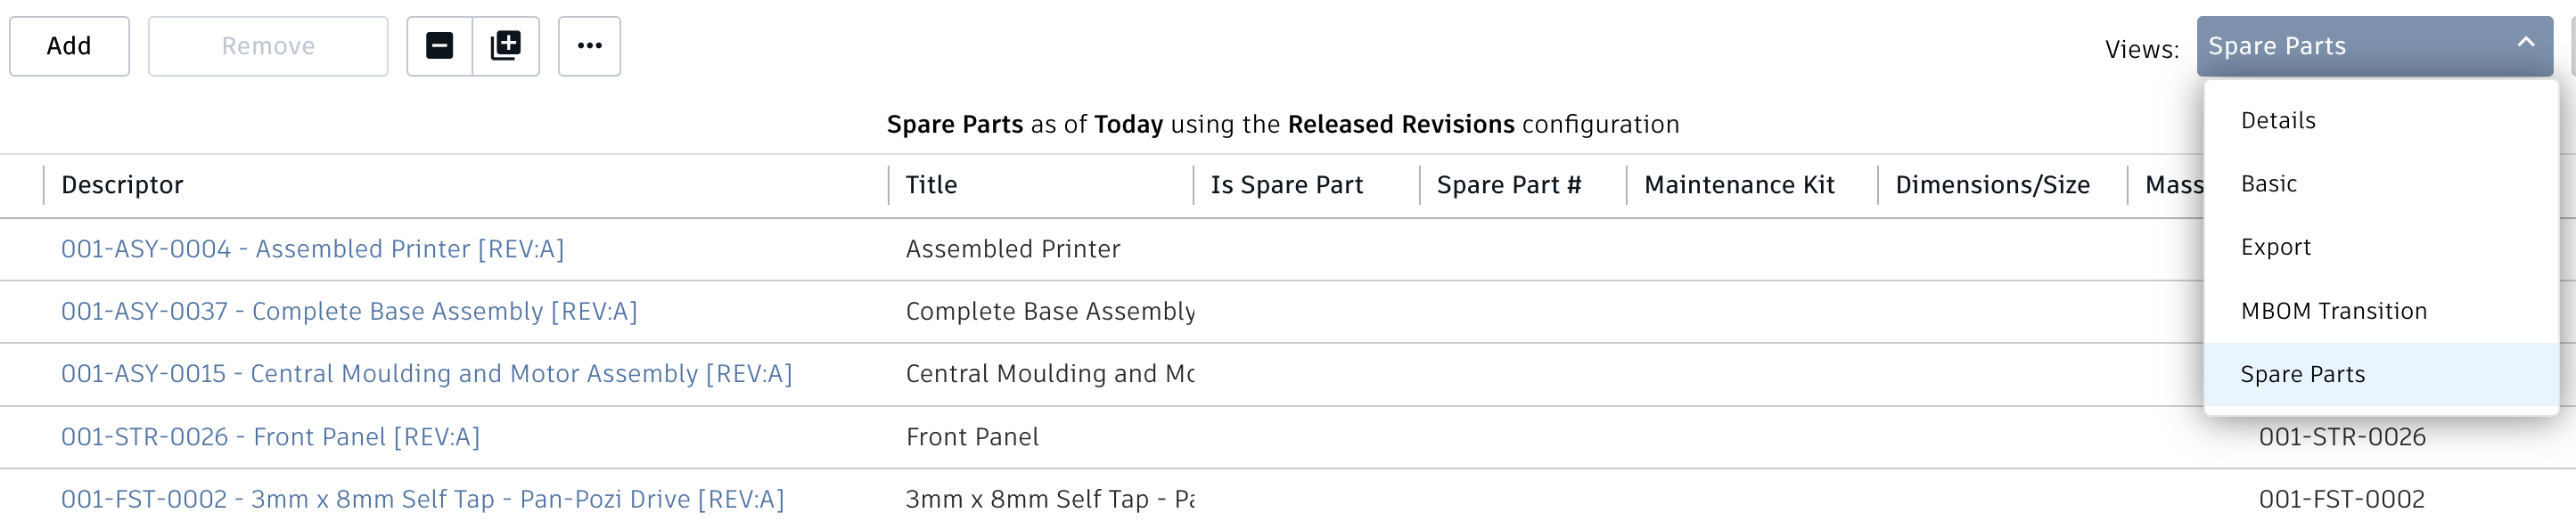 Add Remove Views: Spare Parts
Details
Basic
Export
MBOM Transition
Spare Parts
Spare Parts as of Today using the Released Revisions configuration
Descriptor Title Is Spare Part Spare Part # Maintenance Kit Dimensions/Size Mass
001-ASY-0004 - Assembled Printer [REV:A] Assembled Printer
001-ASY-0037 - Complete Base Assembly [REV:A] Complete Base Assembly
001-ASY-0015 - Central Moulding and Motor Assembly [REV:A] Central Moulding and
001-STR-0026 - Front Panel [REV:A] Front Panel 001-STR-0026
001-FST-0002 - 3mm x 8mm Self Tap - Pan-Pozi Drive [REV:A] 3mm x 8mm Self Tap - 001-FST-0002